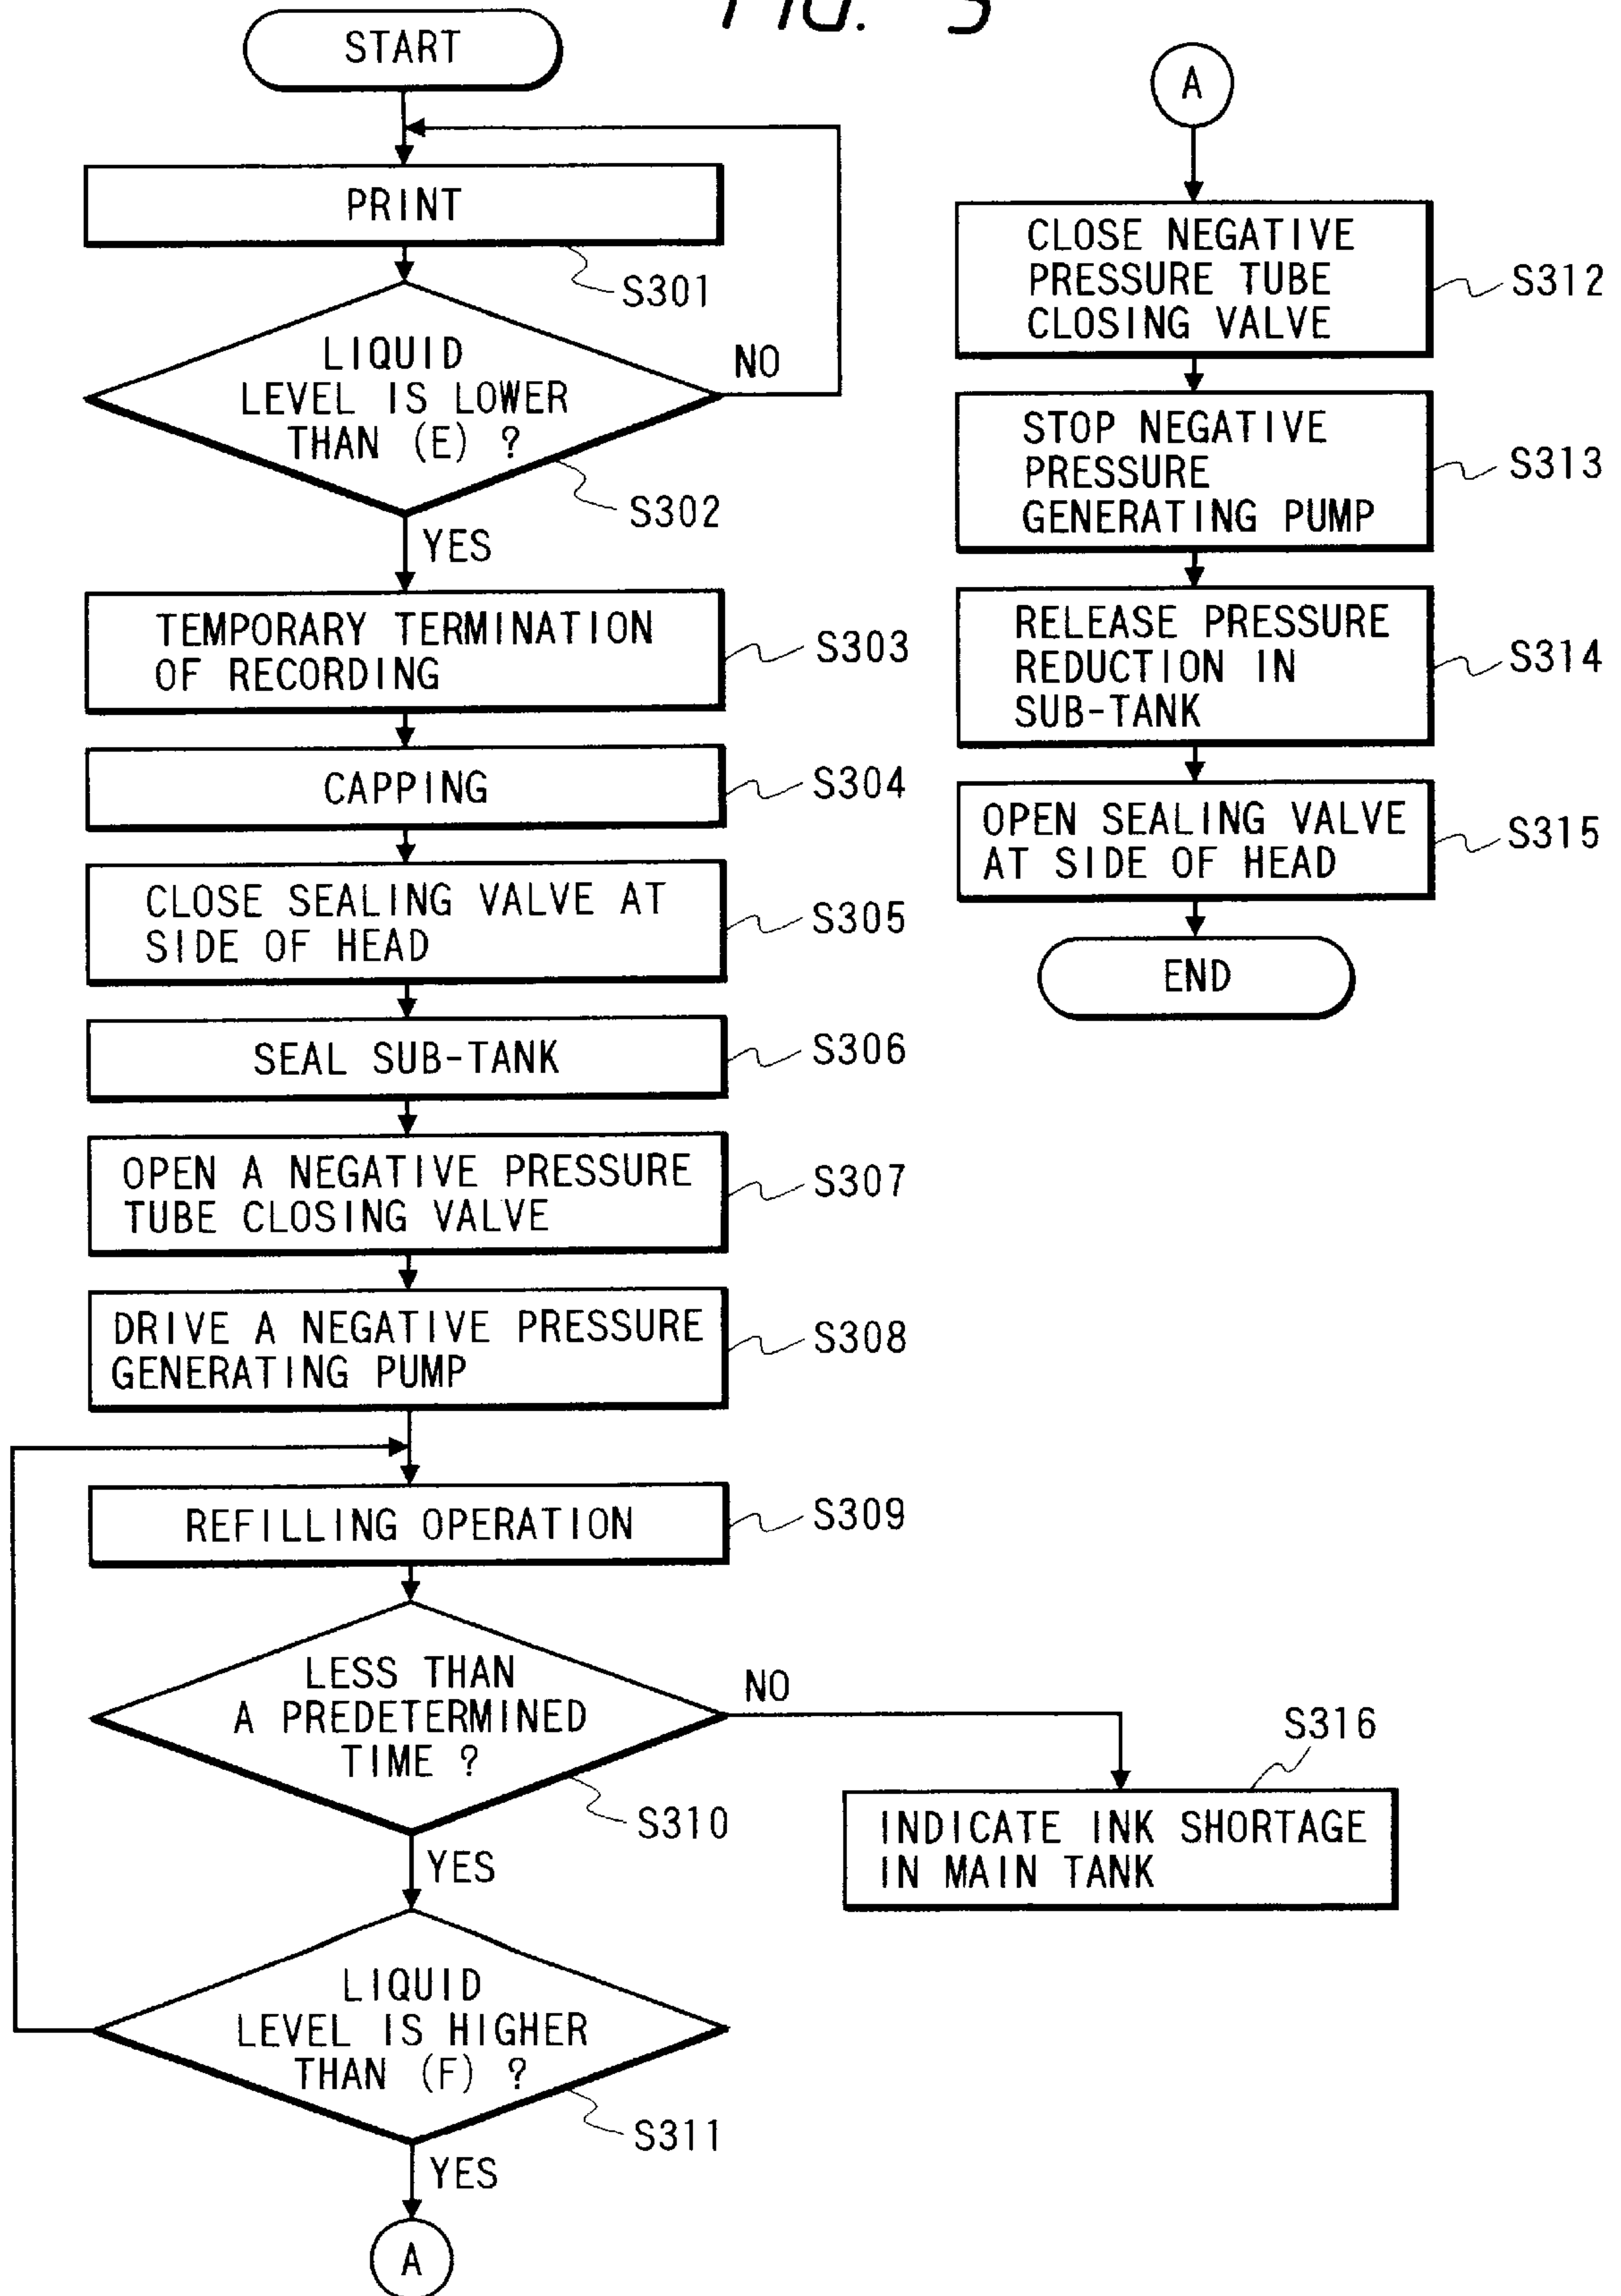 FIG. 3
START
PRINT
S301
LIQUID
LEVEL IS LOWER
THAN (E) ?
NO
S302
YES
TEMPORARY TERMINATION
OF RECORDING
S303
CAPPING
S304
CLOSE SEALING VALVE AT
SIDE OF HEAD
S305
SEAL SUB-TANK
S306
OPEN A NEGATIVE PRESSURE
TUBE CLOSING VALVE
S307
DRIVE A NEGATIVE PRESSURE
GENERATING PUMP
S308
REFILLING OPERATION
S309
LESS THAN
A PREDETERMINED
TIME ?
NO
S310
YES
S316
INDICATE INK SHORTAGE
IN MAIN TANK
LIQUID
LEVEL IS HIGHER
THAN (F) ?
S311
YES
A
A
CLOSE NEGATIVE
PRESSURE TUBE
CLOSING VALVE
S312
STOP NEGATIVE
PRESSURE
GENERATING PUMP
S313
RELEASE PRESSURE
REDUCTION IN
SUB-TANK
S314
OPEN SEALING VALVE
AT SIDE OF HEAD
S315
END